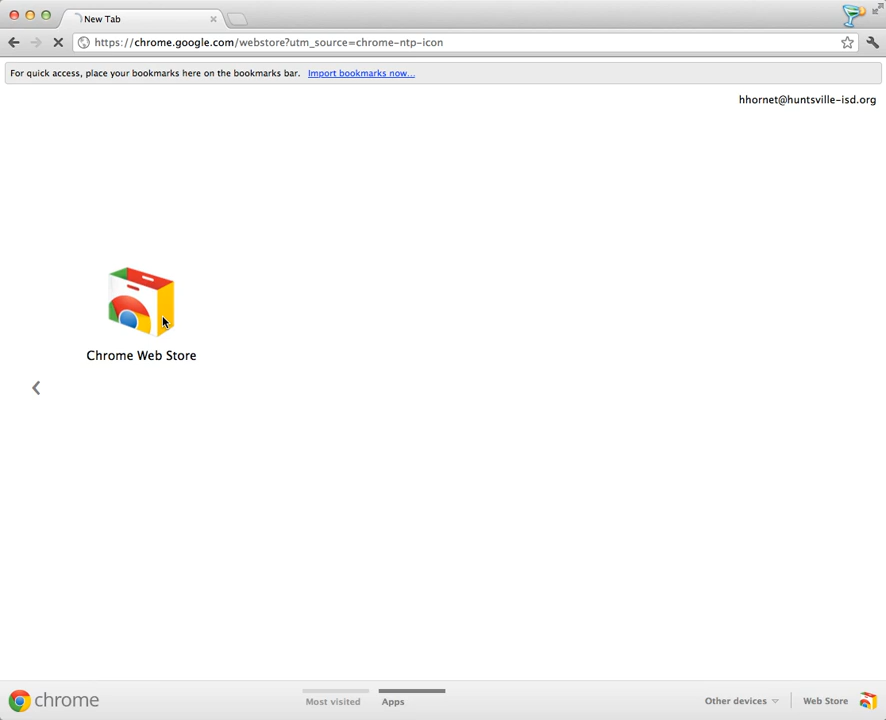 New Tab
https://chrome.google.com/webstore?utm_source=chrome-ntp-icon
For quick access, place your bookmarks here on the bookmarks bar. Import bookmarks now...
hhornet@huntsville-isd.org
Chrome Web Store
chrome
Most visited
Apps
Other devices
Web Store